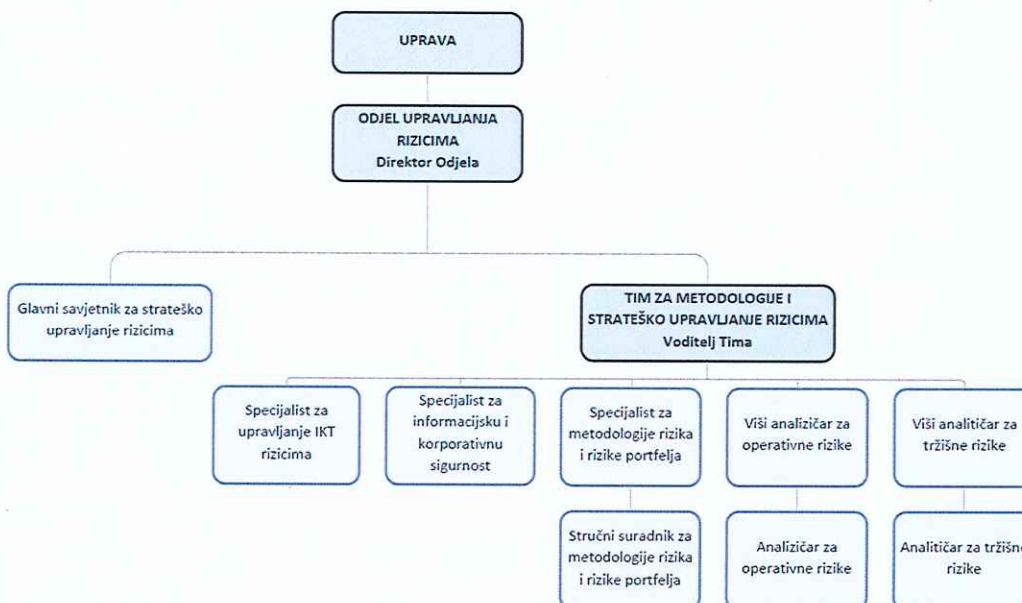 UPRAVA
ODJEL UPRAVLJANJA
RIZICIMA
Direktor Odjela
Glavni savjetnik za strateško
upravljanje rizicima
TIM ZA METODOLOGIJE I
STRATEŠKO UPRAVLJANJE RIZICIMA
Voditelj Tima
Specijalist za
upravljanje IKT
rizicima
Specijalist za
informacijsku i
korporativnu
sigurnost
Specijalist za
metodologije rizika
i rizike portfelja
Viši analizičar za
operativne rizike
Viši analitičar za
tržišne rizike
Stručni suradnik za
metodologije rizika
i rizike portfelja
Analizičar za
operativne rizike
Analitičar za tržišne
rizike